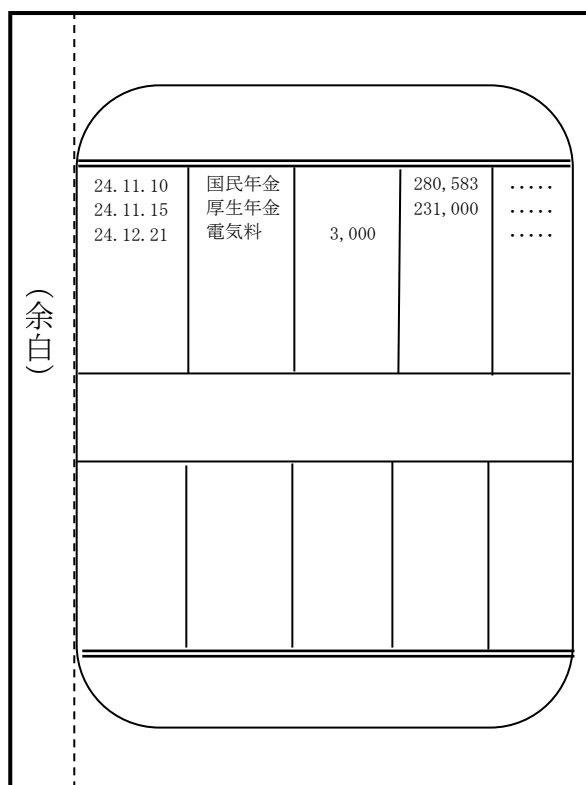 (余白)
24.11.10 国民年金 280,583 .....
24.11.15 厚生年金 231,000 .....
24.12.21 電気料 3,000 .....